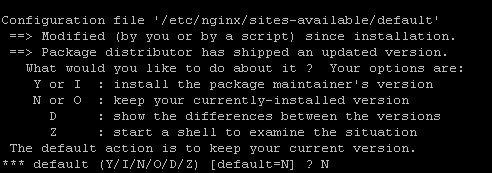 Configuration file '/etc/nginx/sites-available/default'
 ==> Modified (by you or by a script) since installation.
 ==> Package distributor has shipped an updated version.
   What would you like to do about it ?  Your options are:
    Y or I  : install the package maintainer's version
    N or O  : keep your currently-installed version
      D     : show the differences between the versions
      Z     : start a shell to examine the situation
 The default action is to keep your current version.
*** default (Y/I/N/O/D/Z) [default=N] ? N